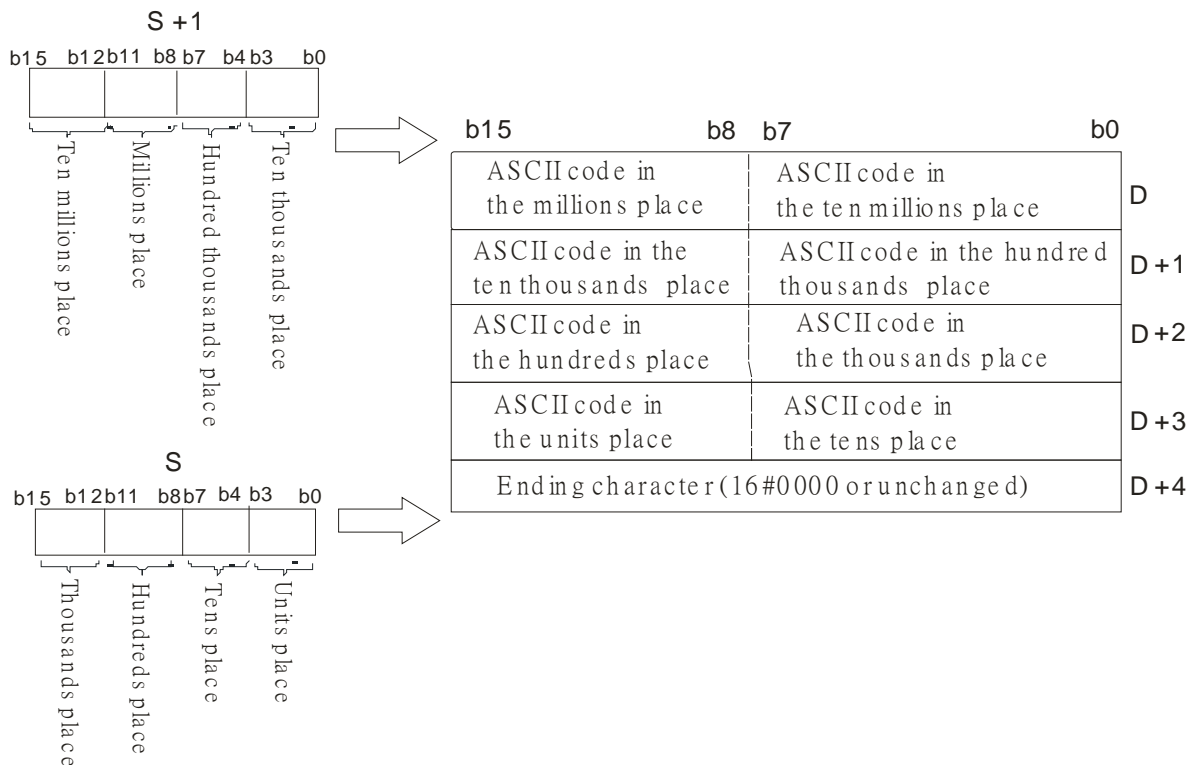 S +1
b15 b12 b11 b8 b7 b4 b3 b0
Ten millions place
Millions place
Hundred thousands place
Ten thousands place
S
b15 b12 b11 b8 b7 b4 b3 b0
Thousands place
Hundreds place
Tens place
Units place
b15 b8 b7 b0
ASCII code in
the millions place
ASCII code in
the ten millions place
D
ASCII code in the
ten thousands place
ASCII code in the hundred
thousands place
D+1
ASCII code in
the hundreds place
ASCII code in
the thousands place
D+2
ASCII code in
the units place
ASCII code in
the tens place
D+3
Ending character (16#0000 or unchanged)
D+4